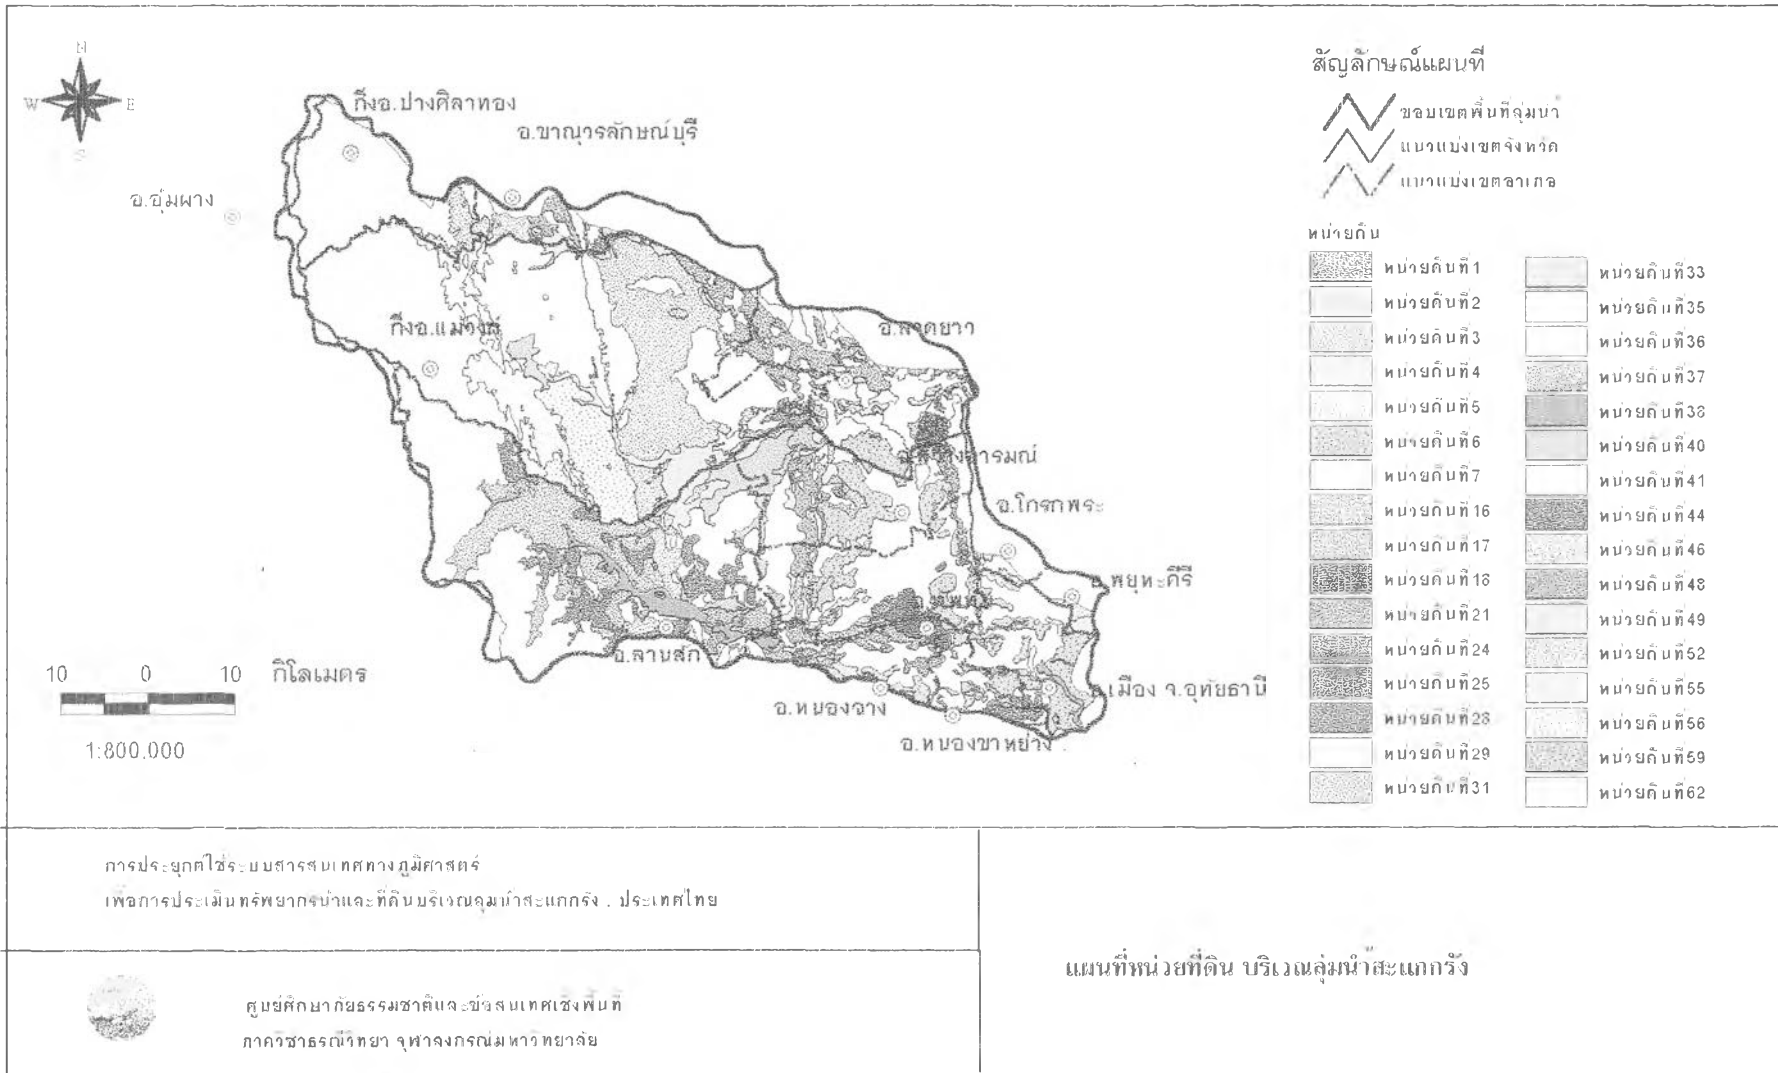 N
W
E
S
กิ่งอ.ปางศิลาทอง
อ.ขาณุวรลักษณ์บุรี
อ.อุ้มผาง
กิ่งอ.แม่วงก์
อ.ลาดยาว
อ.สว่างอารมณ์
อ.โกรกพระ
อ.พยุหะคีรี
อ.ทัพทัน
อ.ลานสัก
อ.เมือง จ.อุทัยธานี
อ.หนองฉาง
อ.หนองขาหย่าง
10 0 10 กิโลเมตร
1:800,000
สัญลักษณ์แผนที่
ขอบเขตพื้นที่ลุ่มน้ำ
แนวแบ่งเขตจังหวัด
แนวแบ่งเขตอำเภอ
หน่วยดิน
หน่วยดินที่1
หน่วยดินที่2
หน่วยดินที่3
หน่วยดินที่4
หน่วยดินที่5
หน่วยดินที่6
หน่วยดินที่7
หน่วยดินที่16
หน่วยดินที่17
หน่วยดินที่18
หน่วยดินที่21
หน่วยดินที่24
หน่วยดินที่25
หน่วยดินที่28
หน่วยดินที่29
หน่วยดินที่31
หน่วยดินที่33
หน่วยดินที่35
หน่วยดินที่36
หน่วยดินที่37
หน่วยดินที่38
หน่วยดินที่40
หน่วยดินที่41
หน่วยดินที่44
หน่วยดินที่46
หน่วยดินที่48
หน่วยดินที่49
หน่วยดินที่52
หน่วยดินที่55
หน่วยดินที่56
หน่วยดินที่59
หน่วยดินที่62
การประยุกต์ใช้ระบบสารสนเทศทางภูมิศาสตร์
เพื่อการประเมินทรัพยากรน้ำและที่ดินบริเวณลุ่มน้ำสะแกกรัง , ประเทศไทย
ศูนย์ศึกษาภัยธรรมชาติและข้อสนเทศเชิงพื้นที่
ภาควิชาธรณีวิทยา จุฬาลงกรณ์มหาวิทยาลัย
แผนที่หน่วยที่ดิน บริเวณลุ่มน้ำสะแกกรัง